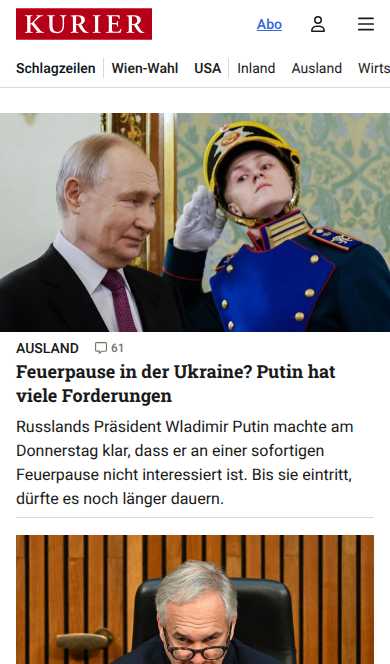 KURIER
Abo
Schlagzeilen Wien-Wahl USA Inland Ausland Wirts
AUSLAND 61
Feuerpause in der Ukraine? Putin hat
viele Forderungen
Russlands Präsident Wladimir Putin machte am
Donnerstag klar, dass er an einer sofortigen
Feuerpause nicht interessiert ist. Bis sie eintritt,
dürfte es noch länger dauern.